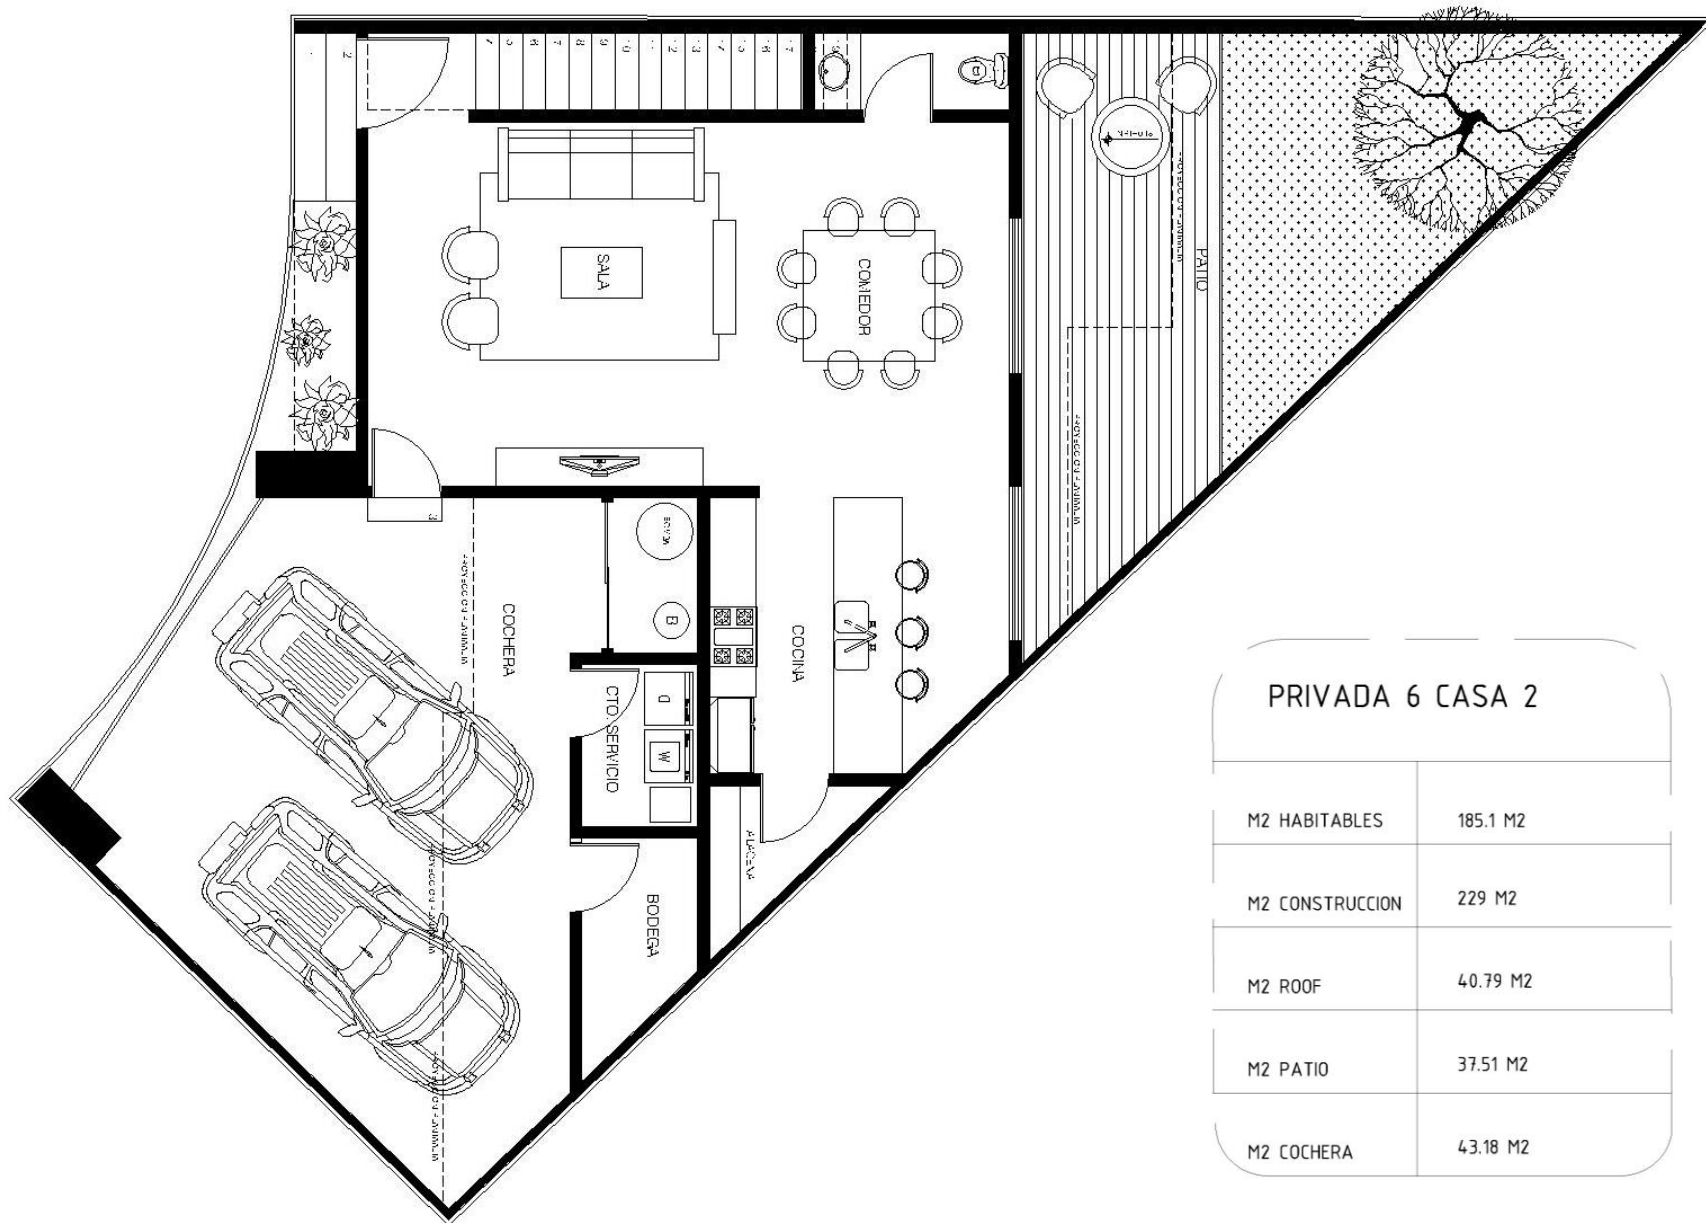 SALA
COMEDOR
PATIO
COCHERA
COCINA
B
CTO. SERVICIO
D
W
BODEGA
ALACENA
PRIVADA 6 CASA 2
M2 HABITABLES 185.1 M2
M2 CONSTRUCCION 229 M2
M2 ROOF 40.79 M2
M2 PATIO 37.51 M2
M2 COCHERA 43.18 M2